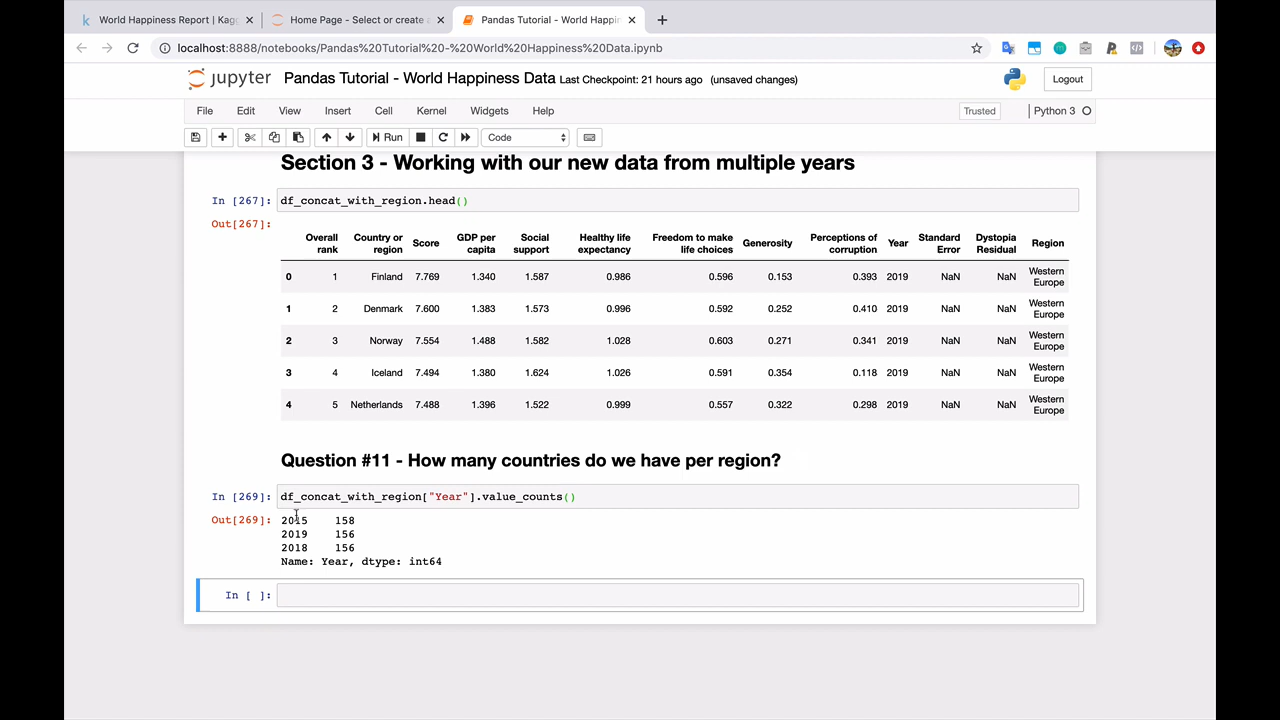 World Happiness Report | Kagg
Home Page - Select or create a
Pandas Tutorial - World Happin
localhost:8888/notebooks/Pandas%20Tutorial%20-%20World%20Happiness%20Data.ipynb
jupyter Pandas Tutorial - World Happiness Data Last Checkpoint: 21 hours ago (unsaved changes)
Logout
File Edit View Insert Cell Kernel Widgets Help
Trusted
Python 3
Run
Code
Section 3 - Working with our new data from multiple years
In [267]: df_concat_with_region.head()
Out[267]:
Overall rank Country or region Score GDP per capita Social support Healthy life expectancy Freedom to make life choices Generosity Perceptions of corruption Year Standard Error Dystopia Residual Region
0 1 Finland 7.769 1.340 1.587 0.986 0.596 0.153 0.393 2019 NaN NaN Western Europe
1 2 Denmark 7.600 1.383 1.573 0.996 0.592 0.252 0.410 2019 NaN NaN Western Europe
2 3 Norway 7.554 1.488 1.582 1.028 0.603 0.271 0.341 2019 NaN NaN Western Europe
3 4 Iceland 7.494 1.380 1.624 1.026 0.591 0.354 0.118 2019 NaN NaN Western Europe
4 5 Netherlands 7.488 1.396 1.522 0.999 0.557 0.322 0.298 2019 NaN NaN Western Europe
Question #11 - How many countries do we have per region?
In [269]: df_concat_with_region["Year"].value_counts()
Out[269]: 2015 158
2019 156
2018 156
Name: Year, dtype: int64
In [ ]: